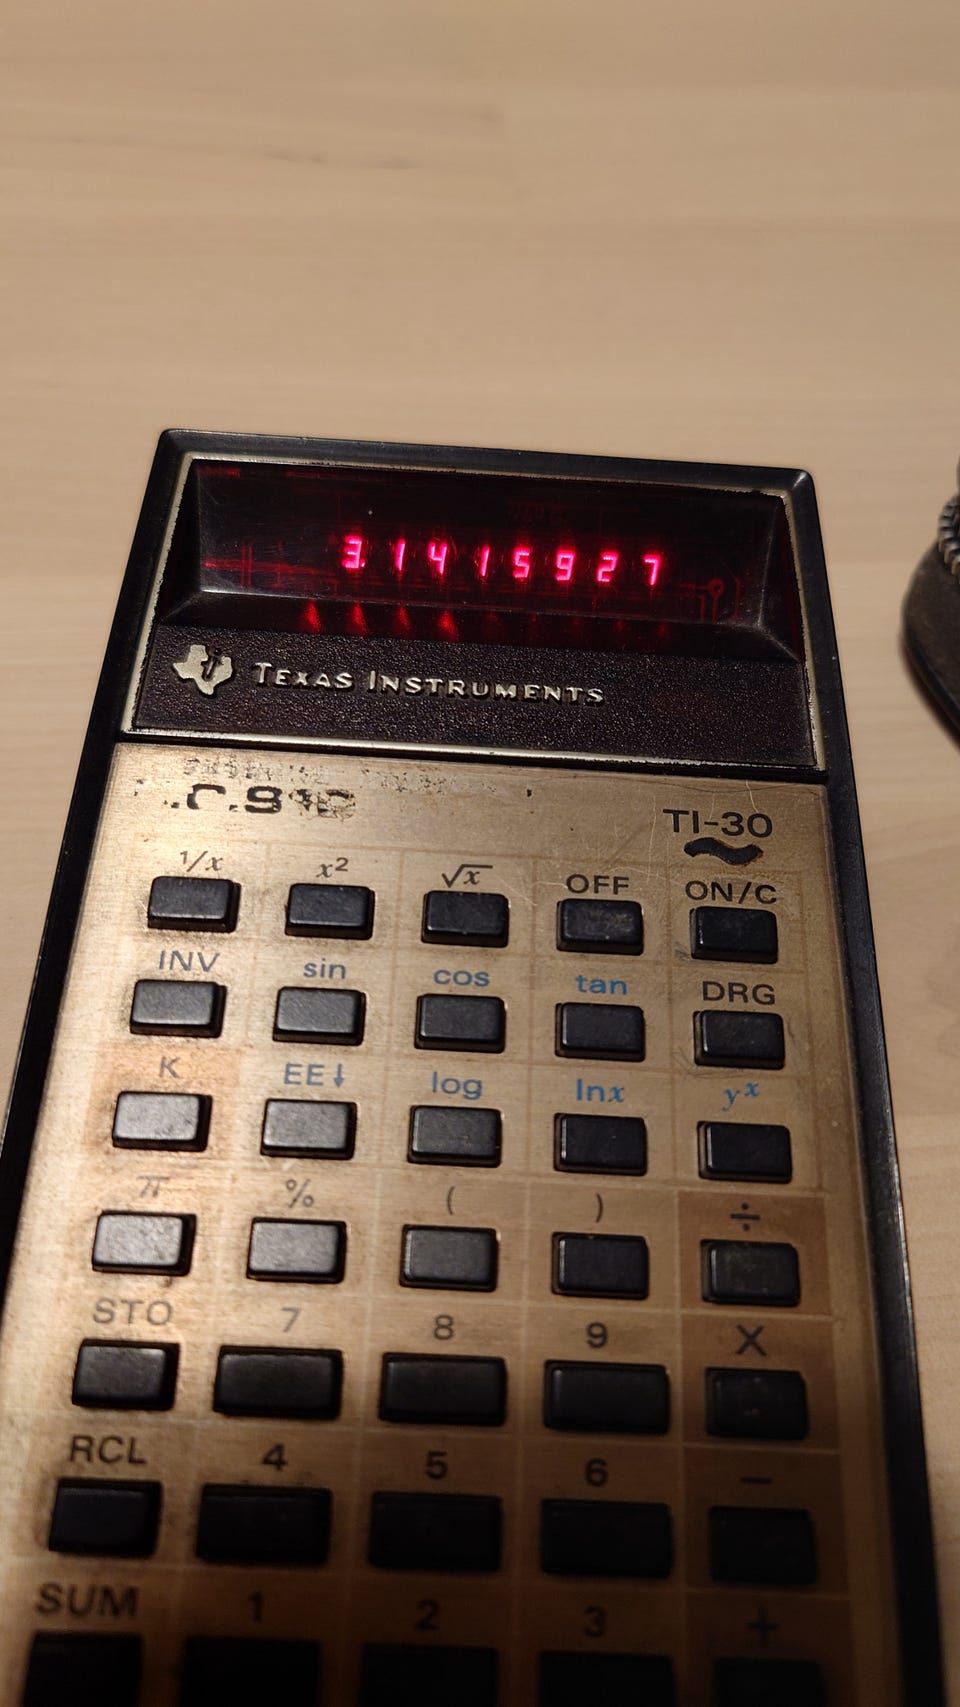 3.1415927
TEXAS INSTRUMENTS
TI-30
1/x x² √x OFF ON/C
INV sin cos tan DRG
K EE↓ log lnx yˣ
π % ( ) ÷
STO 7 8 9 X
RCL 4 5 6 −
SUM 1 2 3 +